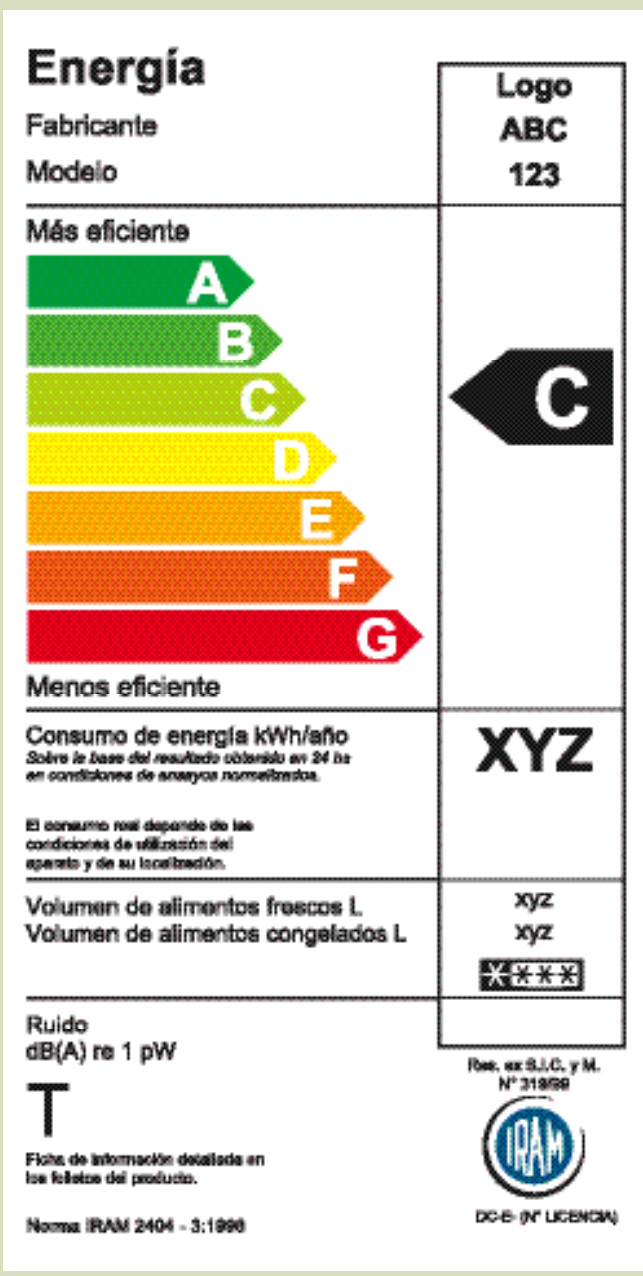 Energía
Fabricante
Modelo
Logo
ABC
123
Más eficiente
A
B
C
D
E
F
G
C
Menos eficiente
Consumo de energía kWh/año
Sobre la base del resultado obtenido en 24 hs
en condiciones de ensayos normalizados.
XYZ
El consumo real depende de las
condiciones de utilización del
aparato y de su localización.
Volumen de alimentos frescos L
xyz
Volumen de alimentos congelados L
xyz
****
Ruido
dB(A) re 1 pW
T
Ficha de información detallada en
los folletos del producto.
Norma IRAM 2404 - 3:1998
Res. ex S.I.C. y M.
N° 319/99
IRAM
DC-E- (N° LICENCIA)